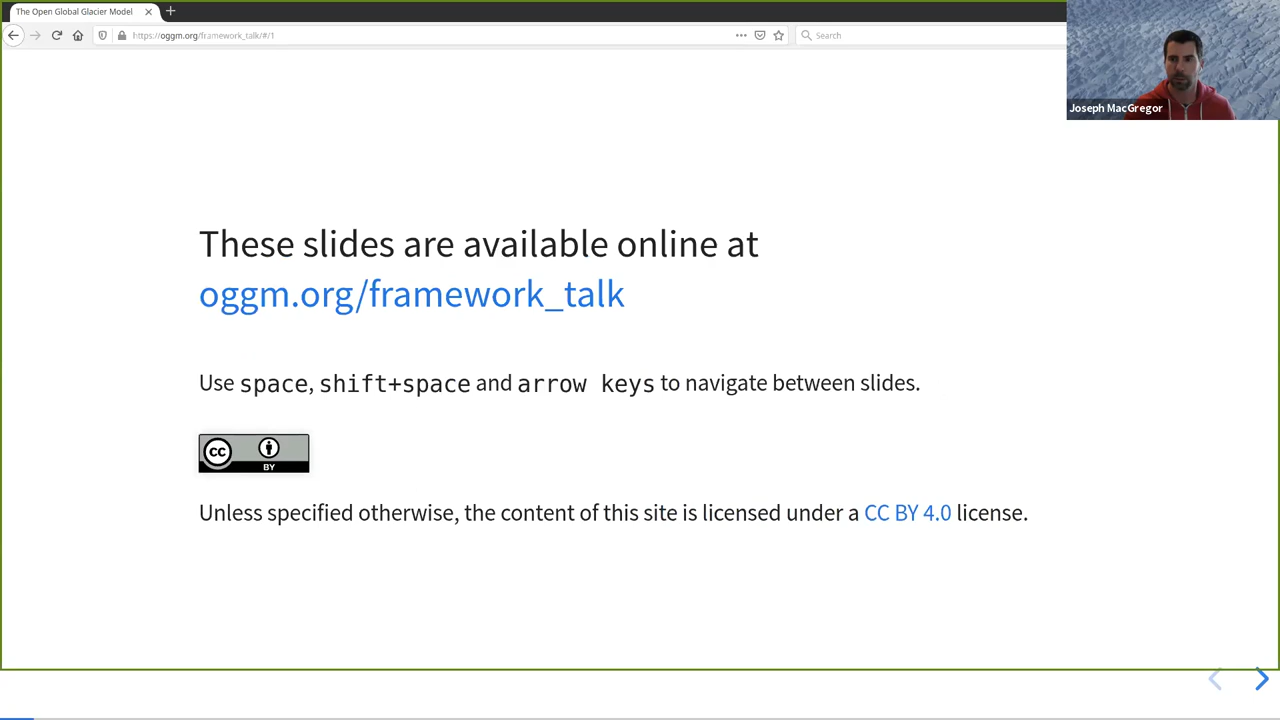 The Open Global Glacier Model
https://oggm.org/framework_talk/#/1
Search
Joseph MacGregor
These slides are available online at
oggm.org/framework_talk
Use space, shift+space and arrow keys to navigate between slides.
cc
BY
Unless specified otherwise, the content of this site is licensed under a CC BY 4.0 license.